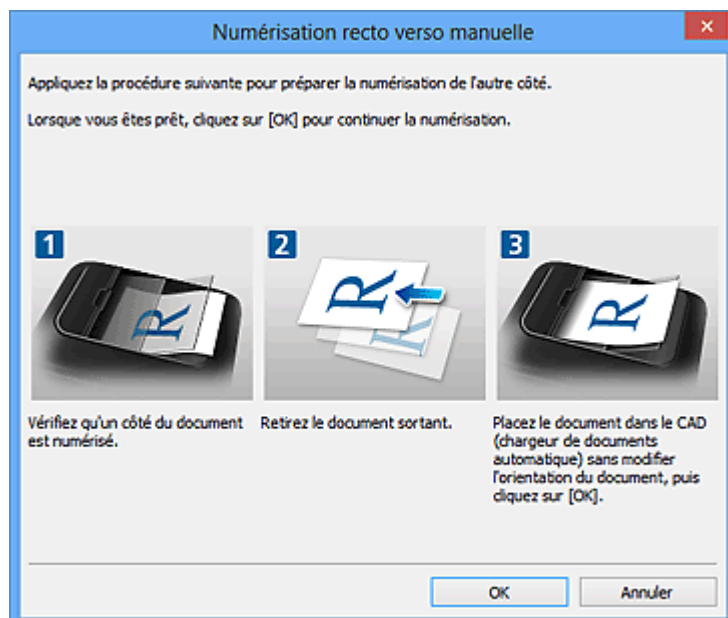 Numérisation recto verso manuelle
Appliquez la procédure suivante pour préparer la numérisation de l'autre côté.
Lorsque vous êtes prêt, cliquez sur [OK] pour continuer la numérisation.
1
R
Vérifiez qu'un côté du document
est numérisé.
2
R
R
Retirez le document sortant.
3
R
Placez le document dans le CAD
(chargeur de documents
automatique) sans modifier
l'orientation du document, puis
cliquez sur [OK].
OK
Annuler